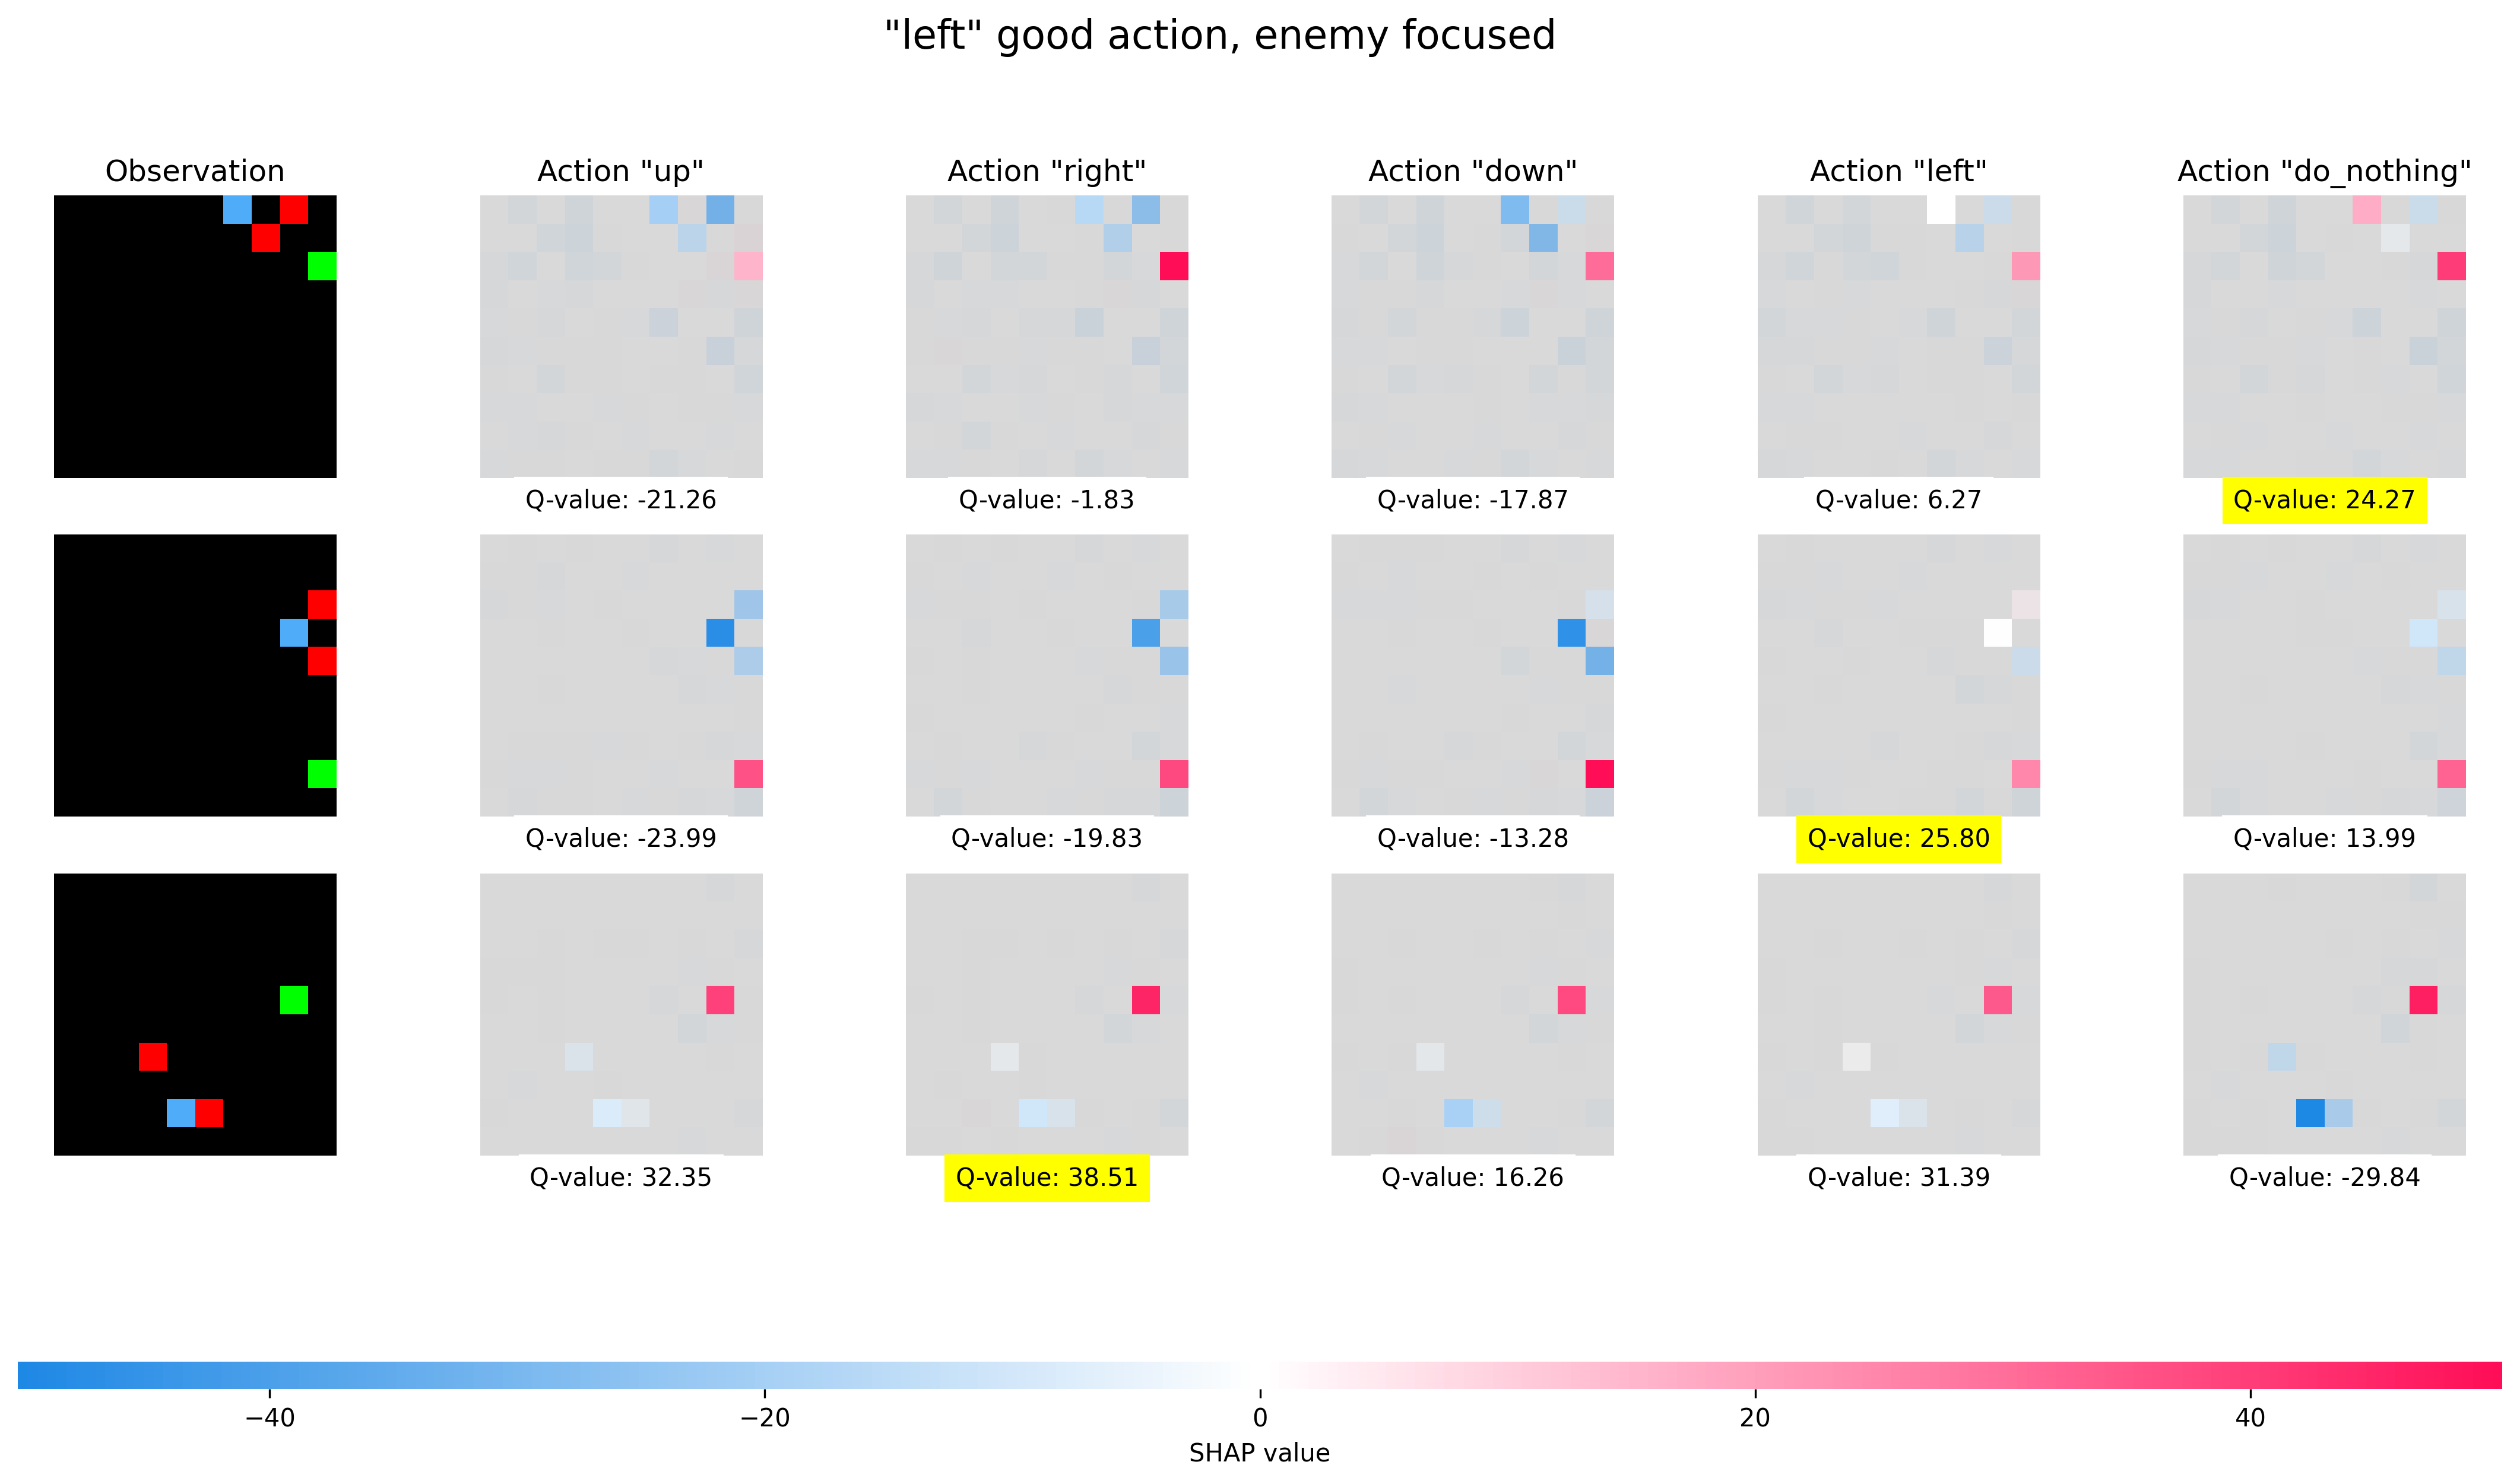 "left" good action, enemy focused
Observation
Action "up"
Action "right"
Action "down"
Action "left"
Action "do_nothing"
Q-value: -21.26
Q-value: -1.83
Q-value: -17.87
Q-value: 6.27
Q-value: 24.27
Q-value: -23.99
Q-value: -19.83
Q-value: -13.28
Q-value: 25.80
Q-value: 13.99
Q-value: 32.35
Q-value: 38.51
Q-value: 16.26
Q-value: 31.39
Q-value: -29.84
−40
−20
0
20
40
SHAP value